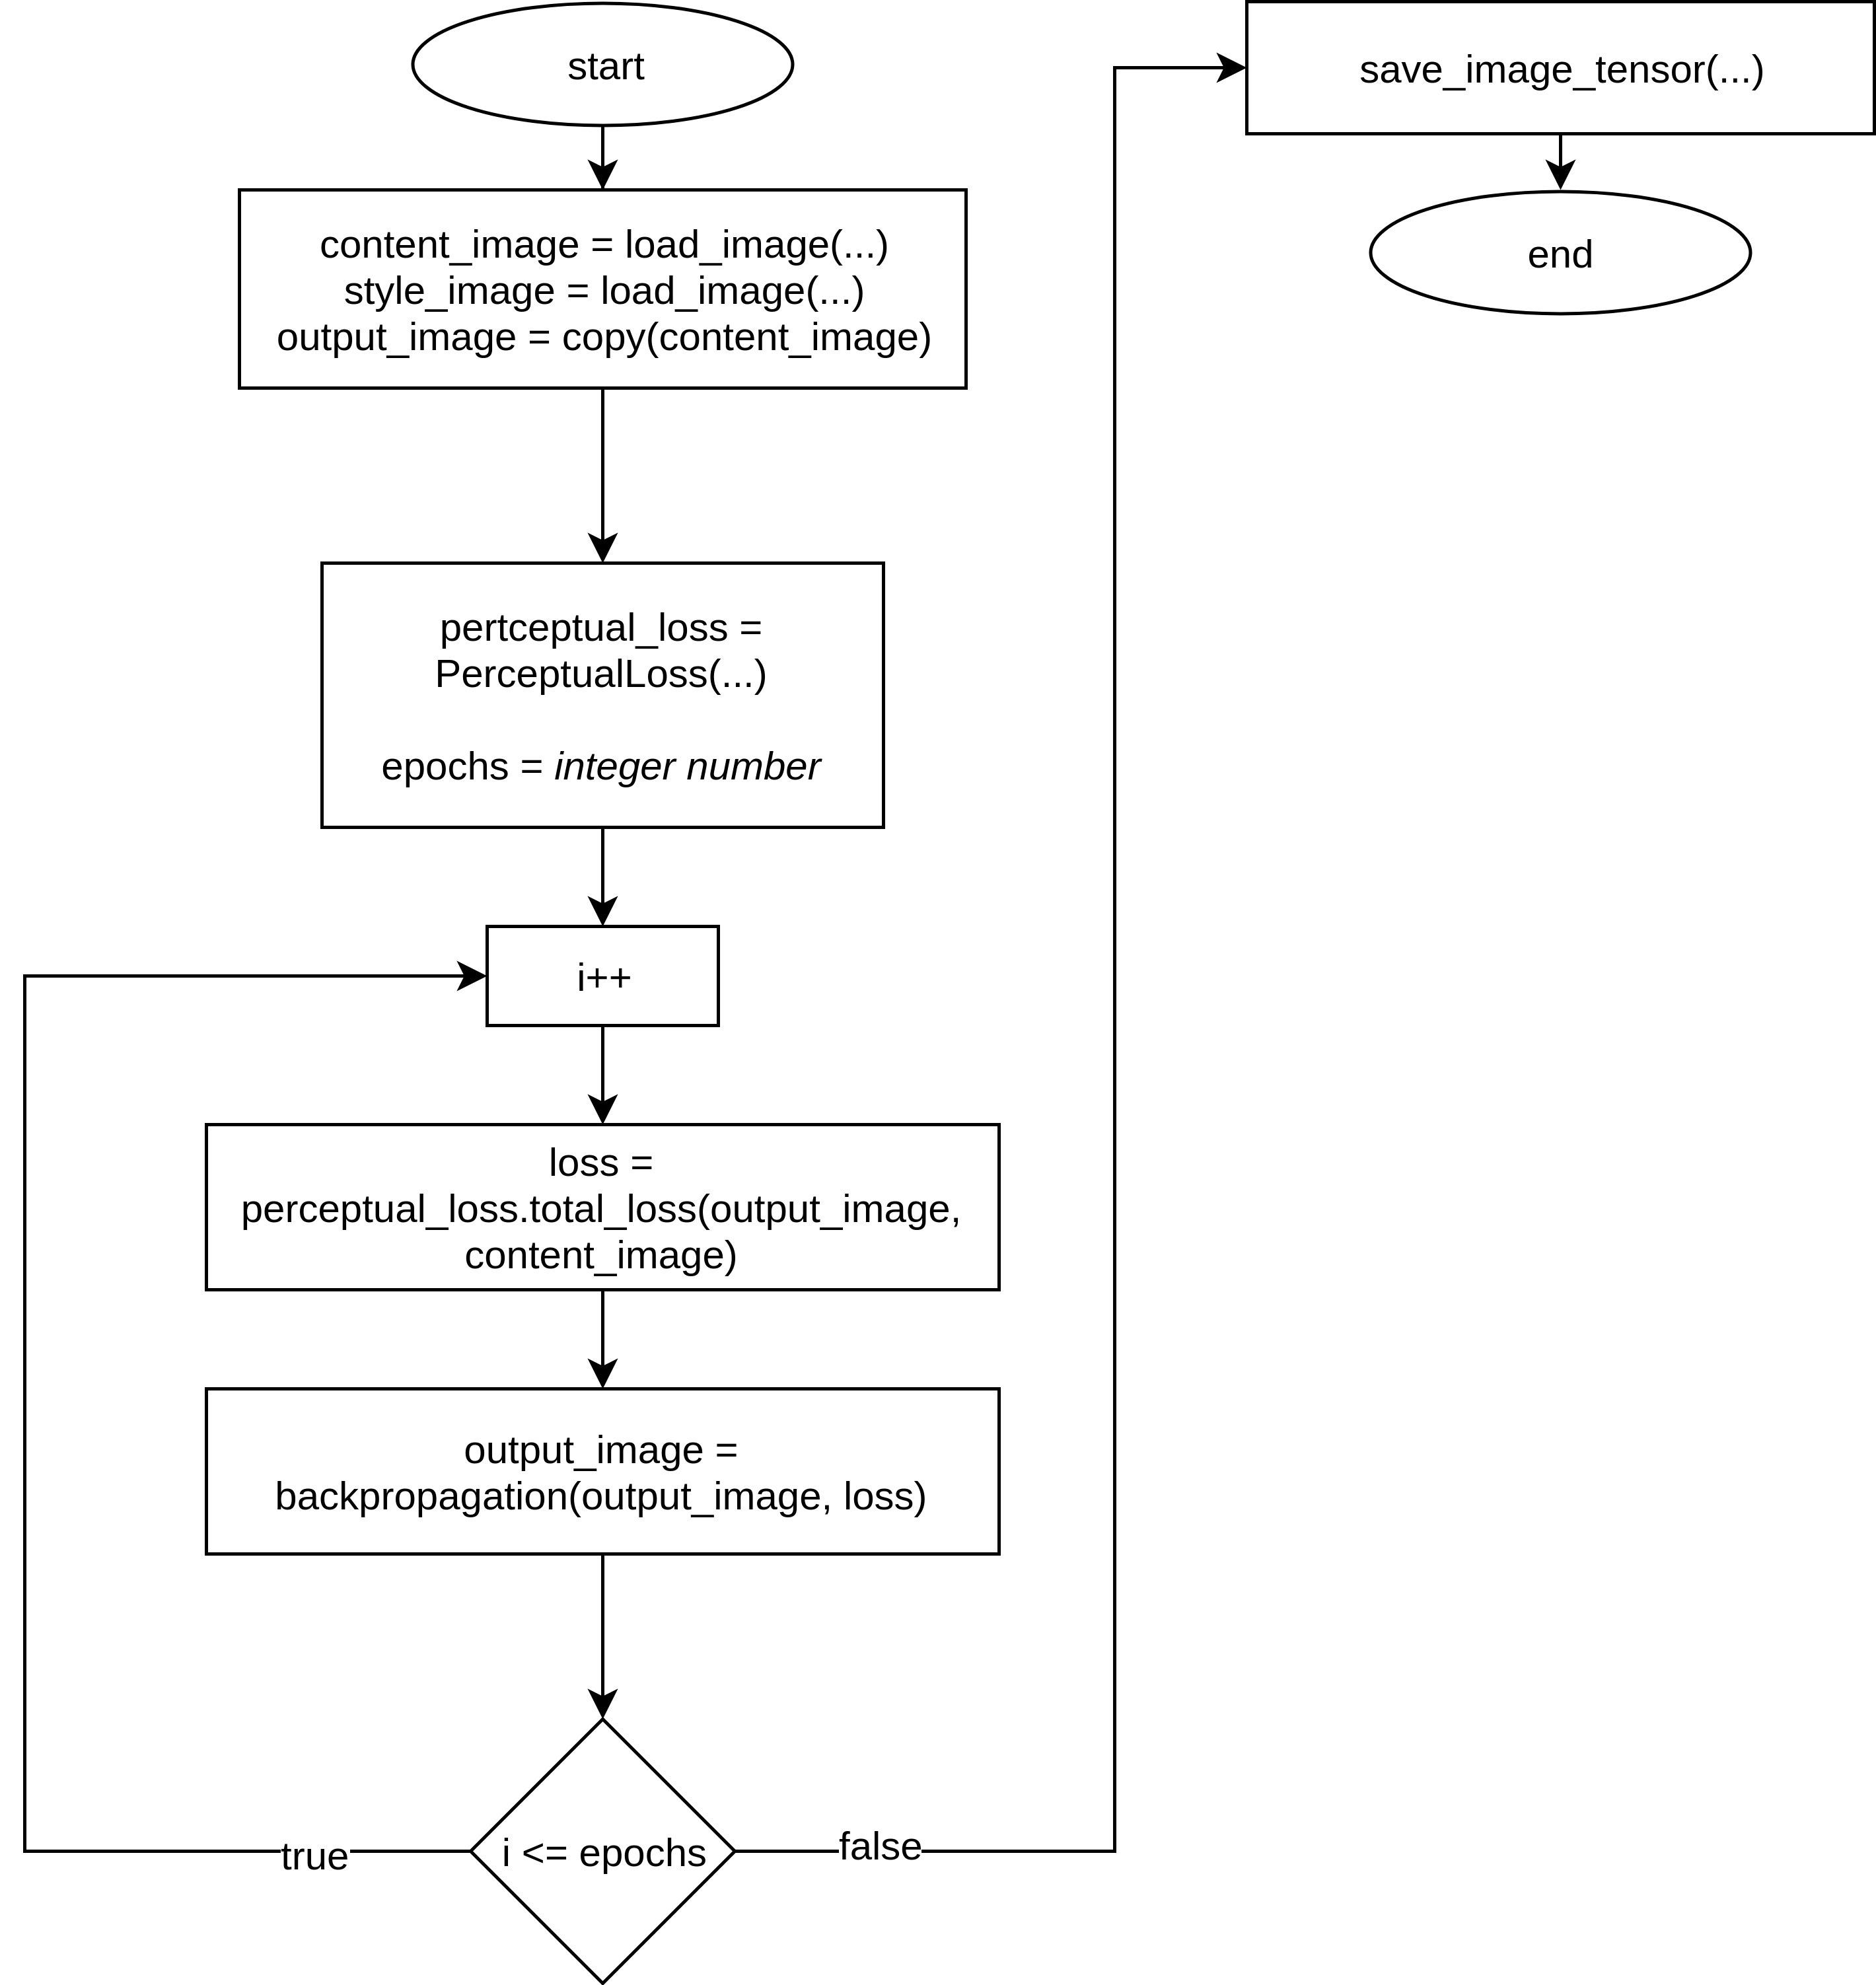 start
content_image = load_image(...)
style_image = load_image(...)
output_image = copy(content_image)
pertceptual_loss =
PerceptualLoss(...)
epochs = integer number
i++
loss =
perceptual_loss.total_loss(output_image,
content_image)
output_image =
backpropagation(output_image, loss)
i <= epochs
true
false
save_image_tensor(...)
end